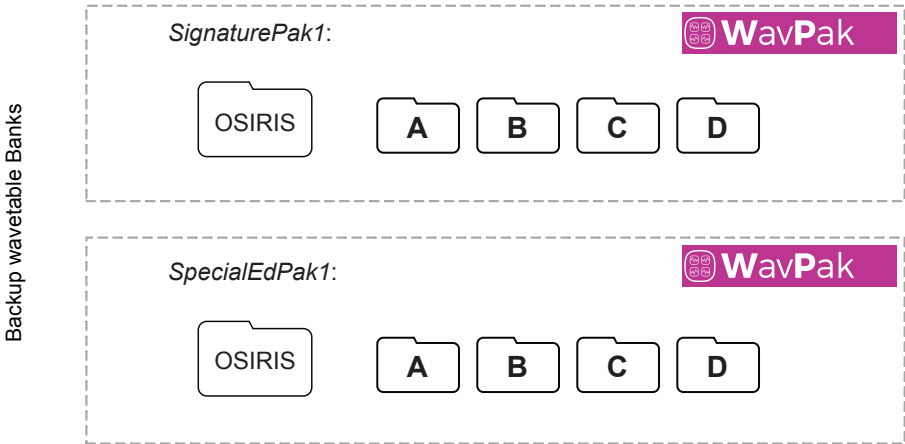 Backup wavetable Banks
SignaturePak1:
WavPak
OSIRIS
A
B
C
D
SpecialEdPak1:
WavPak
OSIRIS
A
B
C
D